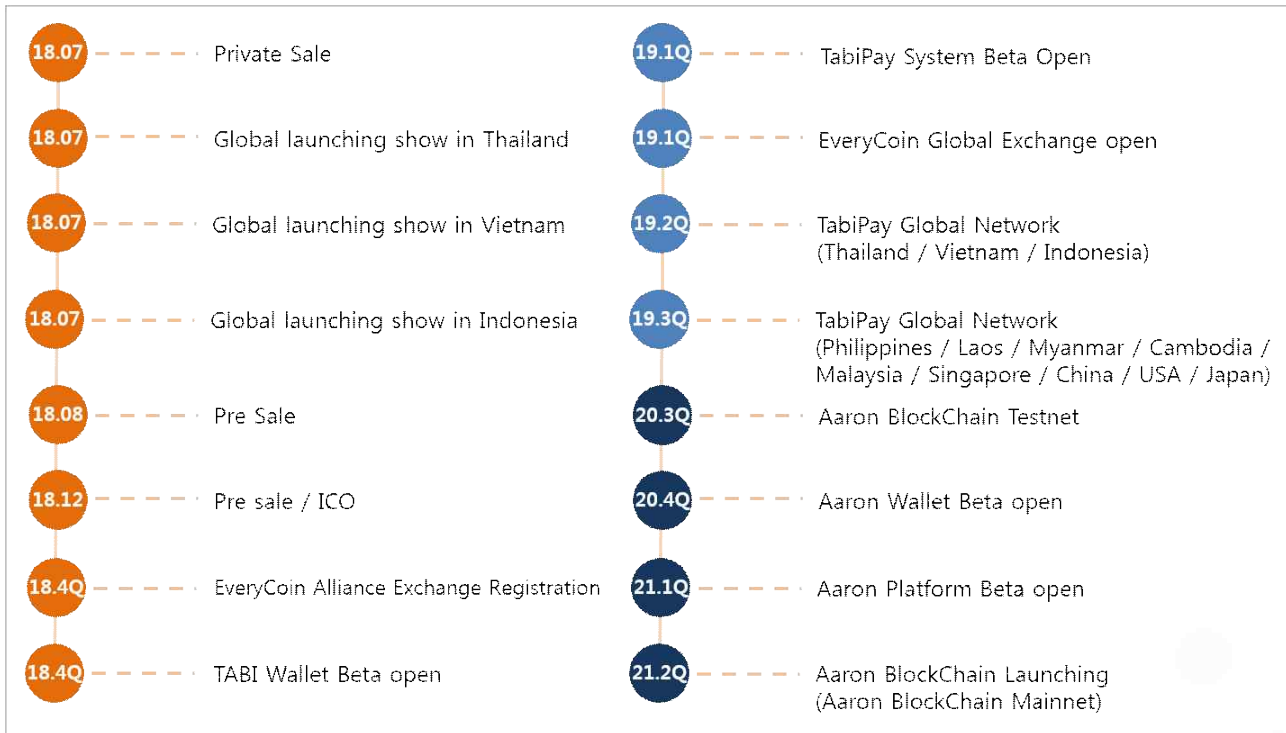 18.07 Private Sale
18.07 Global launching show in Thailand
18.07 Global launching show in Vietnam
18.07 Global launching show in Indonesia
18.08 Pre Sale
18.12 Pre sale / ICO
18.4Q EveryCoin Alliance Exchange Registration
18.4Q TABI Wallet Beta open
19.1Q TabiPay System Beta Open
19.1Q EveryCoin Global Exchange open
19.2Q TabiPay Global Network
(Thailand / Vietnam / Indonesia)
19.3Q TabiPay Global Network
(Philippines / Laos / Myanmar / Cambodia /
Malaysia / Singapore / China / USA / Japan)
20.3Q Aaron BlockChain Testnet
20.4Q Aaron Wallet Beta open
21.1Q Aaron Platform Beta open
21.2Q Aaron BlockChain Launching
(Aaron BlockChain Mainnet)